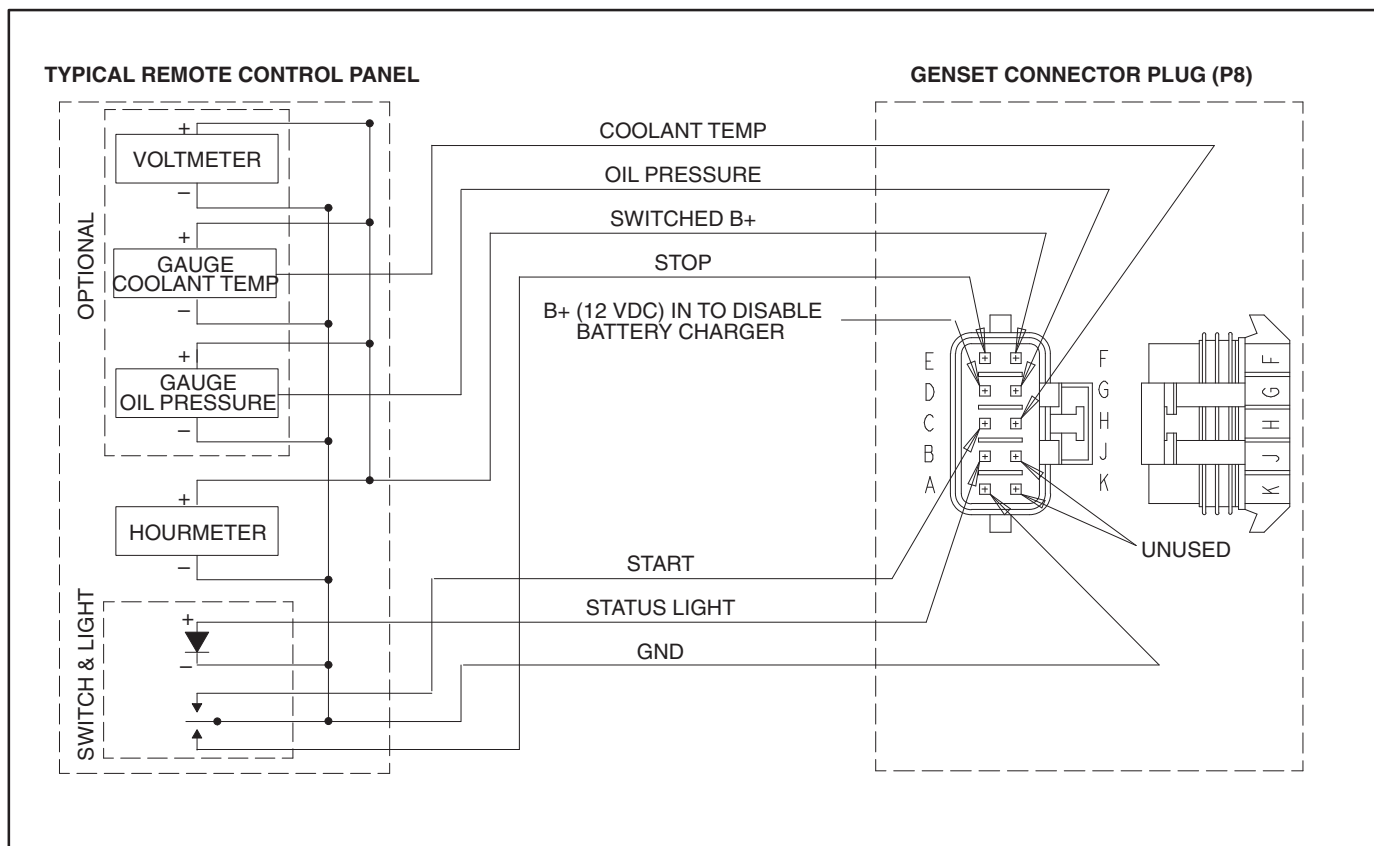 TYPICAL REMOTE CONTROL PANEL
GENSET CONNECTOR PLUG (P8)
OPTIONAL
+
VOLTMETER
−
+
GAUGE
COOLANT TEMP
−
+
GAUGE
OIL PRESSURE
−
+
HOURMETER
−
SWITCH & LIGHT
+
−
COOLANT TEMP
OIL PRESSURE
SWITCHED B+
STOP
B+ (12 VDC) IN TO DISABLE
BATTERY CHARGER
START
STATUS LIGHT
GND
E
D
C
B
A
F
G
H
J
K
UNUSED
F
G
H
J
K